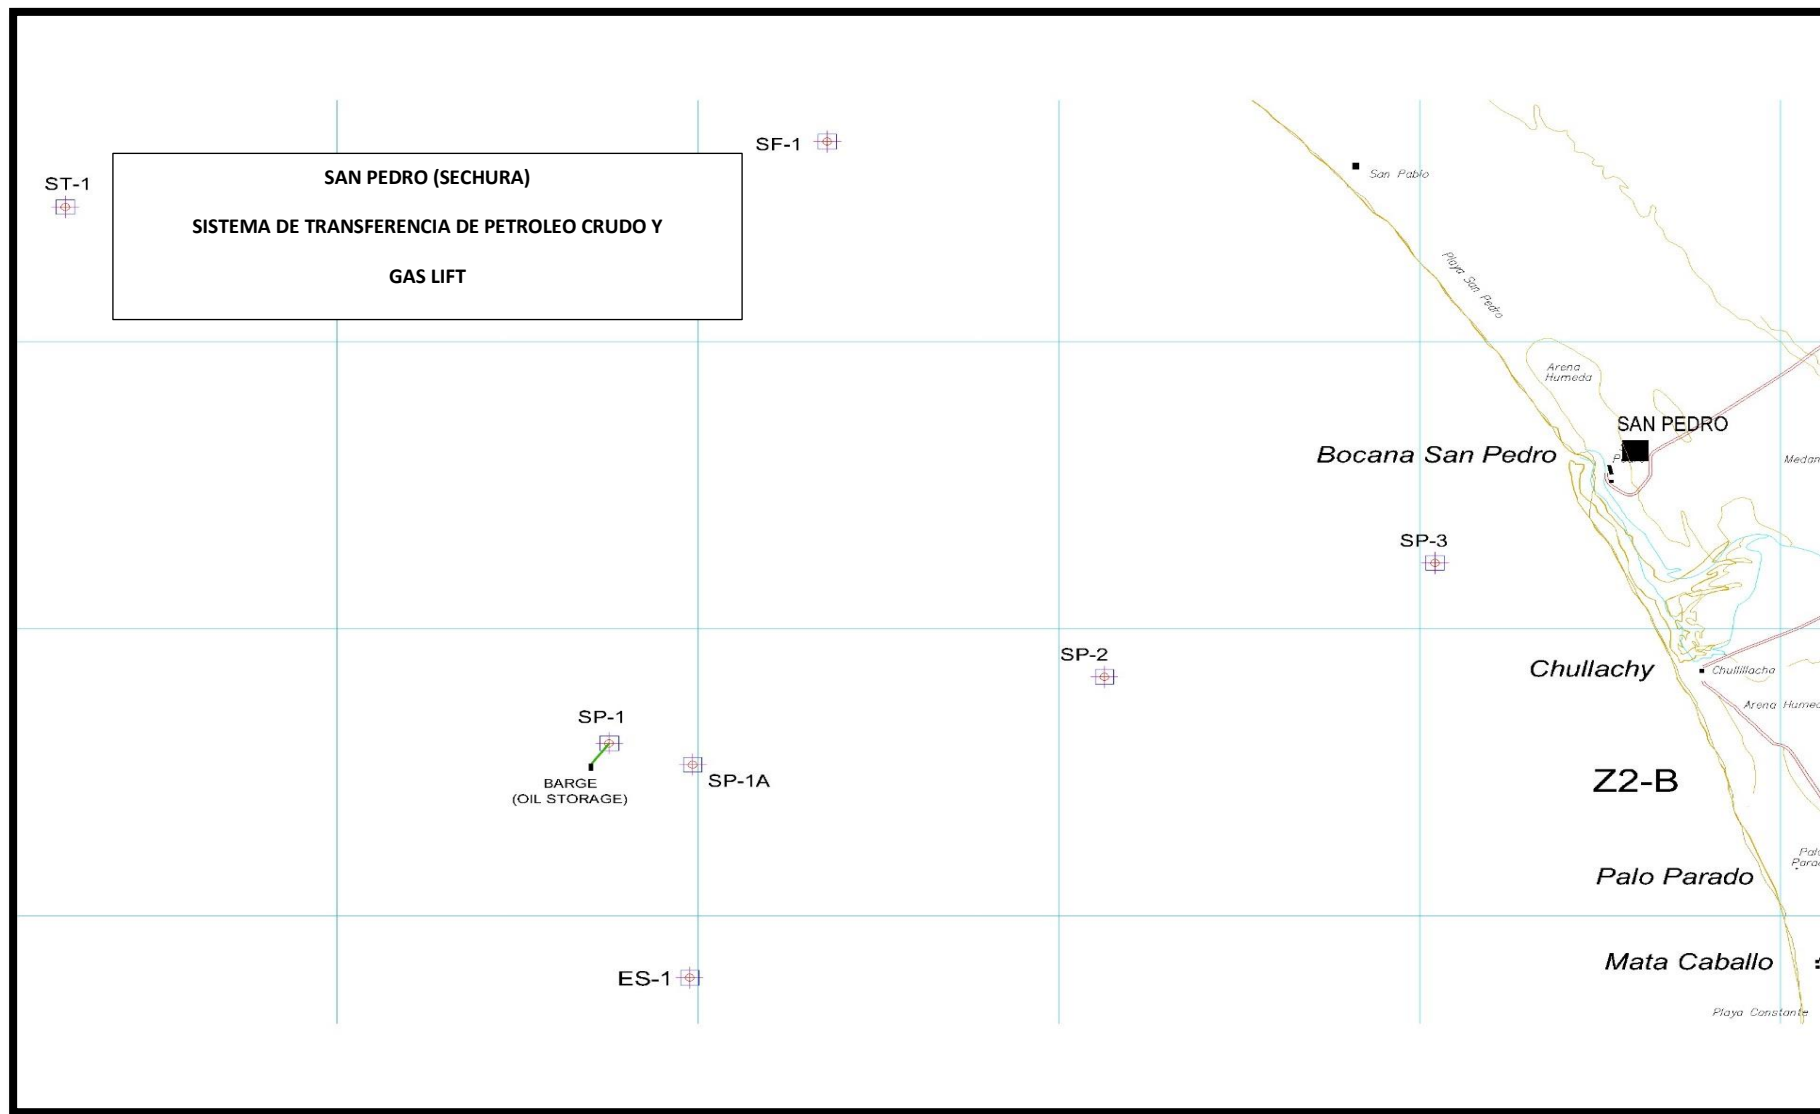 SF-1
ST-1
SAN PEDRO (SECHURA)
SISTEMA DE TRANSFERENCIA DE PETROLEO CRUDO Y
GAS LIFT
San Pablo
Playa San Pedro
Arena
Humeda
SAN PEDRO
Bocana San Pedro
SP-3
SP-2
Chullachy
Chullillacha
Arena
SP-1
BARGE
(OIL STORAGE)
SP-1A
Z2-B
Palo Parado
ES-1
Mata Caballo
Playa Constante